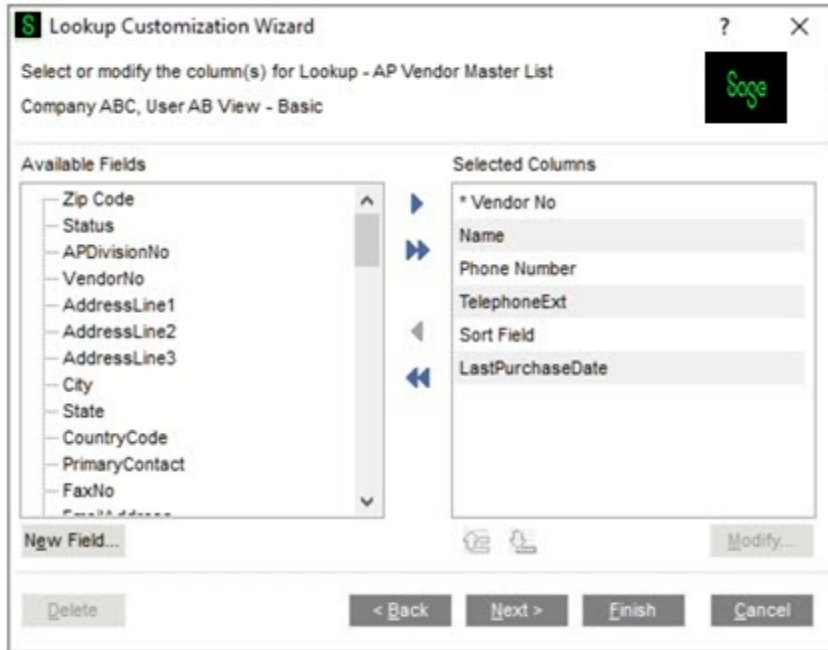 S Lookup Customization Wizard ? ×
Select or modify the column(s) for Lookup - AP Vendor Master List
Sage
Company ABC, User AB View - Basic
Available Fields
Zip Code
Status
APDivisionNo
VendorNo
AddressLine1
AddressLine2
AddressLine3
City
State
CountryCode
PrimaryContact
FaxNo
EmailAddress
Selected Columns
* Vendor No
Name
Phone Number
TelephoneExt
Sort Field
LastPurchaseDate
New Field...
Modify...
Delete
< Back
Next >
Finish
Cancel